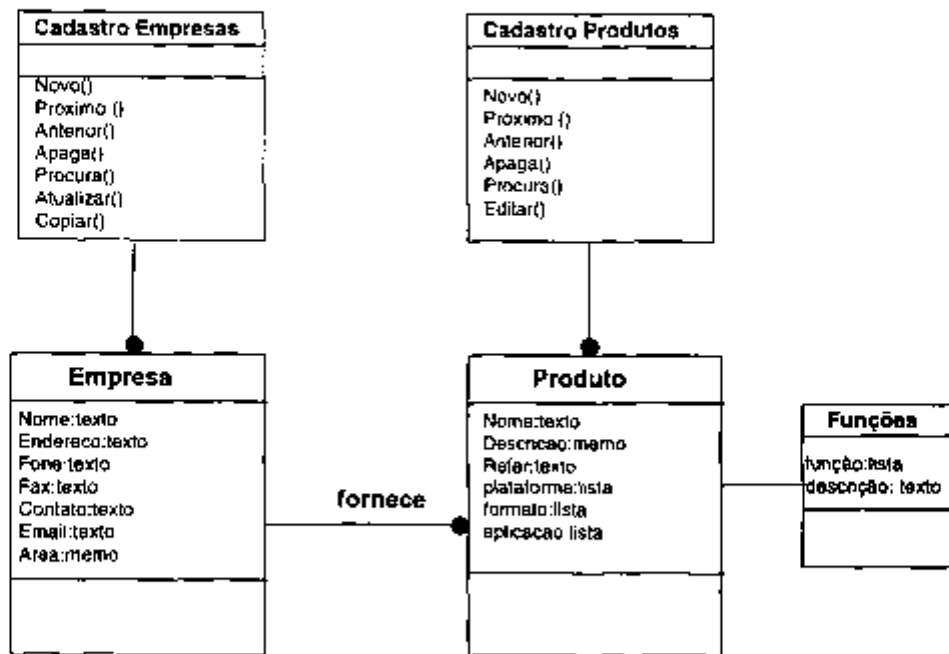 Cadastro Empresas
Novo()
Proximo ()
Anterior()
Apaga()
Procura()
Atualizar()
Copiar()
Cadastro Produtos
Novo()
Próximo ()
Anterior()
Apaga()
Procura()
Editar()
Empresa
Nome:texto
Endereco:texto
Fone:texto
Fax:texto
Contato:texto
Email:texto
Area:memo
fornece
Produto
Nome:texto
Descricao:memo
Refer:texto
plataforma:lista
formato:lista
aplicacao lista
Funções
função:lista
descrição: texto